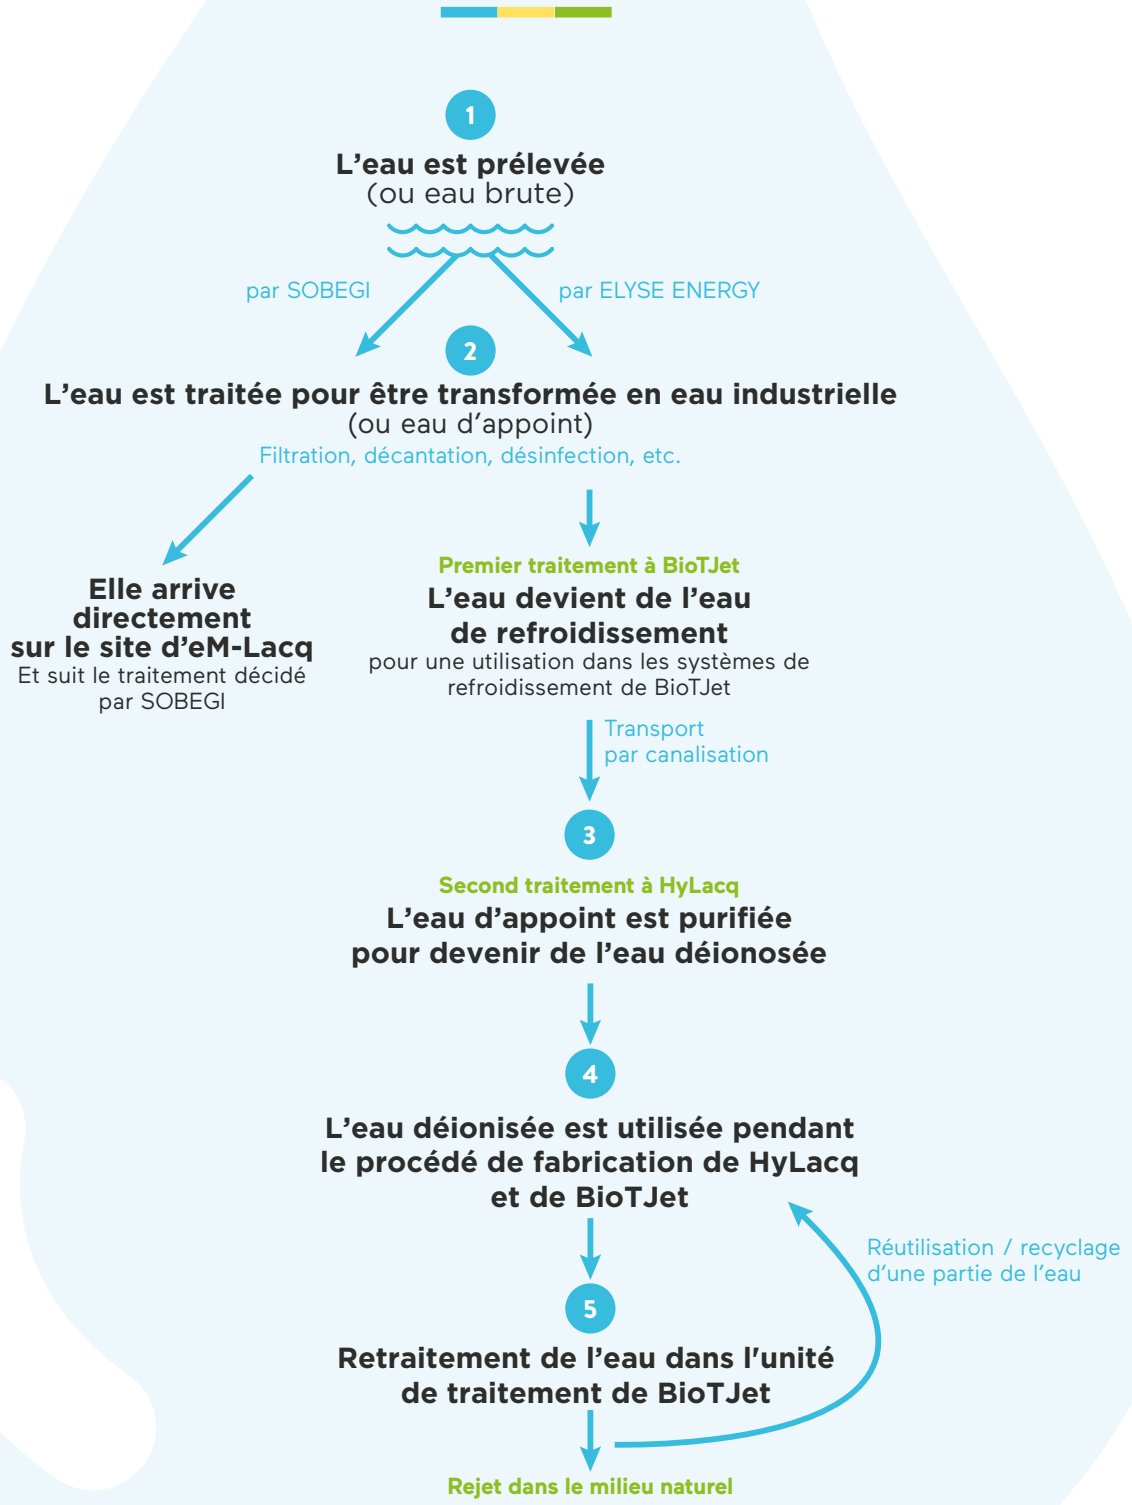 1
L’eau est prélevée
(ou eau brute)
par SOBEGI
par ELYSE ENERGY
2
L’eau est traitée pour être transformée en eau industrielle
(ou eau d’appoint)
Filtration, décantation, désinfection, etc.
Elle arrive
directement
sur le site d’eM-Lacq
Et suit le traitement décidé
par SOBEGI
Premier traitement à BioTJet
L’eau devient de l’eau
de refroidissement
pour une utilisation dans les systèmes de
refroidissement de BioTJet
Transport
par canalisation
3
Second traitement à HyLacq
L’eau d’appoint est purifiée
pour devenir de l’eau déionosée
4
L’eau déionisée est utilisée pendant
le procédé de fabrication de HyLacq
et de BioTJet
Réutilisation / recyclage
d’une partie de l’eau
5
Retraitement de l’eau dans l'unité
de traitement de BioTJet
Rejet dans le milieu naturel